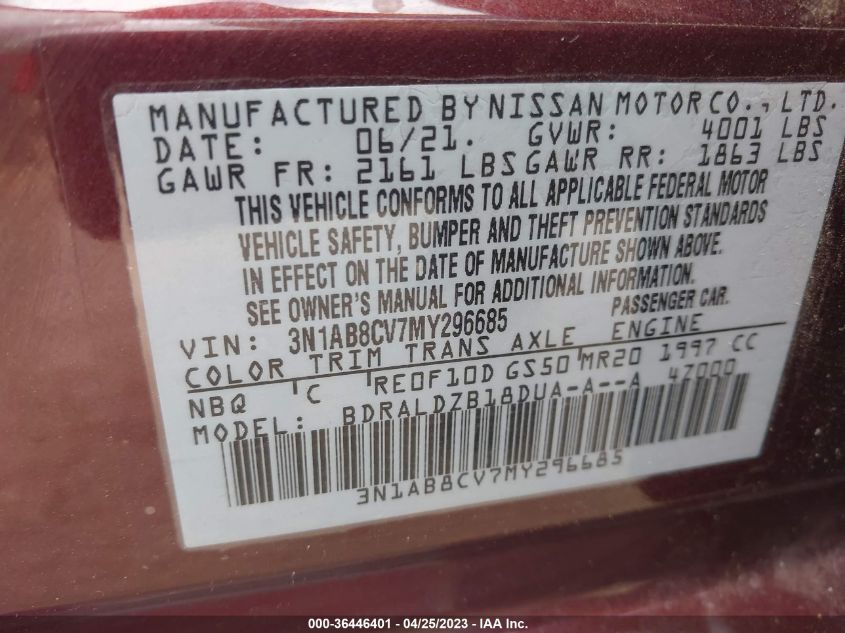 MANUFACTURED BY NISSAN MOTOR CO., LTD.
DATE: 06/21. GVWR: 4001 LBS
GAWR FR: 2161 LBS GAWR RR: 1863 LBS
THIS VEHICLE CONFORMS TO ALL APPLICABLE FEDERAL MOTOR
VEHICLE SAFETY, BUMPER AND THEFT PREVENTION STANDARDS
IN EFFECT ON THE DATE OF MANUFACTURE SHOWN ABOVE.
SEE OWNER'S MANUAL FOR ADDITIONAL INFORMATION.
VIN: 3N1AB8CV7MY296685 PASSENGER CAR.
COLOR TRIM TRANS AXLE ENGINE
NBQ C RE0F10D GS50 MR20 1997 CC
MODEL: BDRALDZB18DUA-A--A 4Z000
3N1AB8CV7MY296685
000-36446401 - 04/25/2023 - IAA Inc.